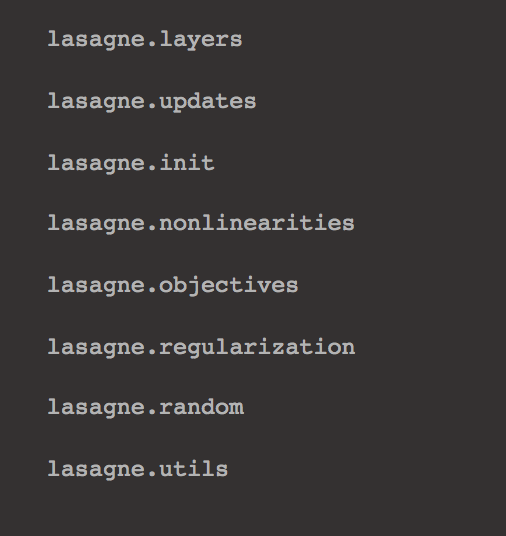 lasagne.layers
lasagne.updates
lasagne.init
lasagne.nonlinearities
lasagne.objectives
lasagne.regularization
lasagne.random
lasagne.utils